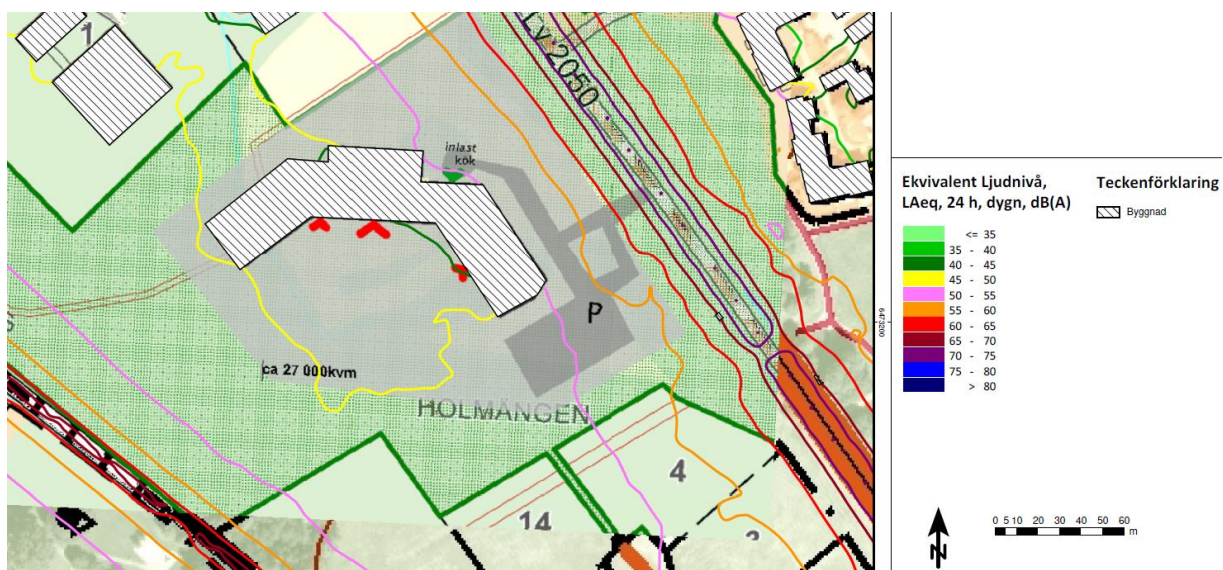 1
Lv 2050
inlast
kök
P
ca 27 000kvm
HOLMÄNGEN
4
14
6473200
Ekvivalent Ljudnivå,
LAeq, 24 h, dygn, dB(A)
<= 35
35 - 40
40 - 45
45 - 50
50 - 55
55 - 60
60 - 65
65 - 70
70 - 75
75 - 80
> 80
Teckenförklaring
Byggnad
N
0 5 10 20 30 40 50 60
m